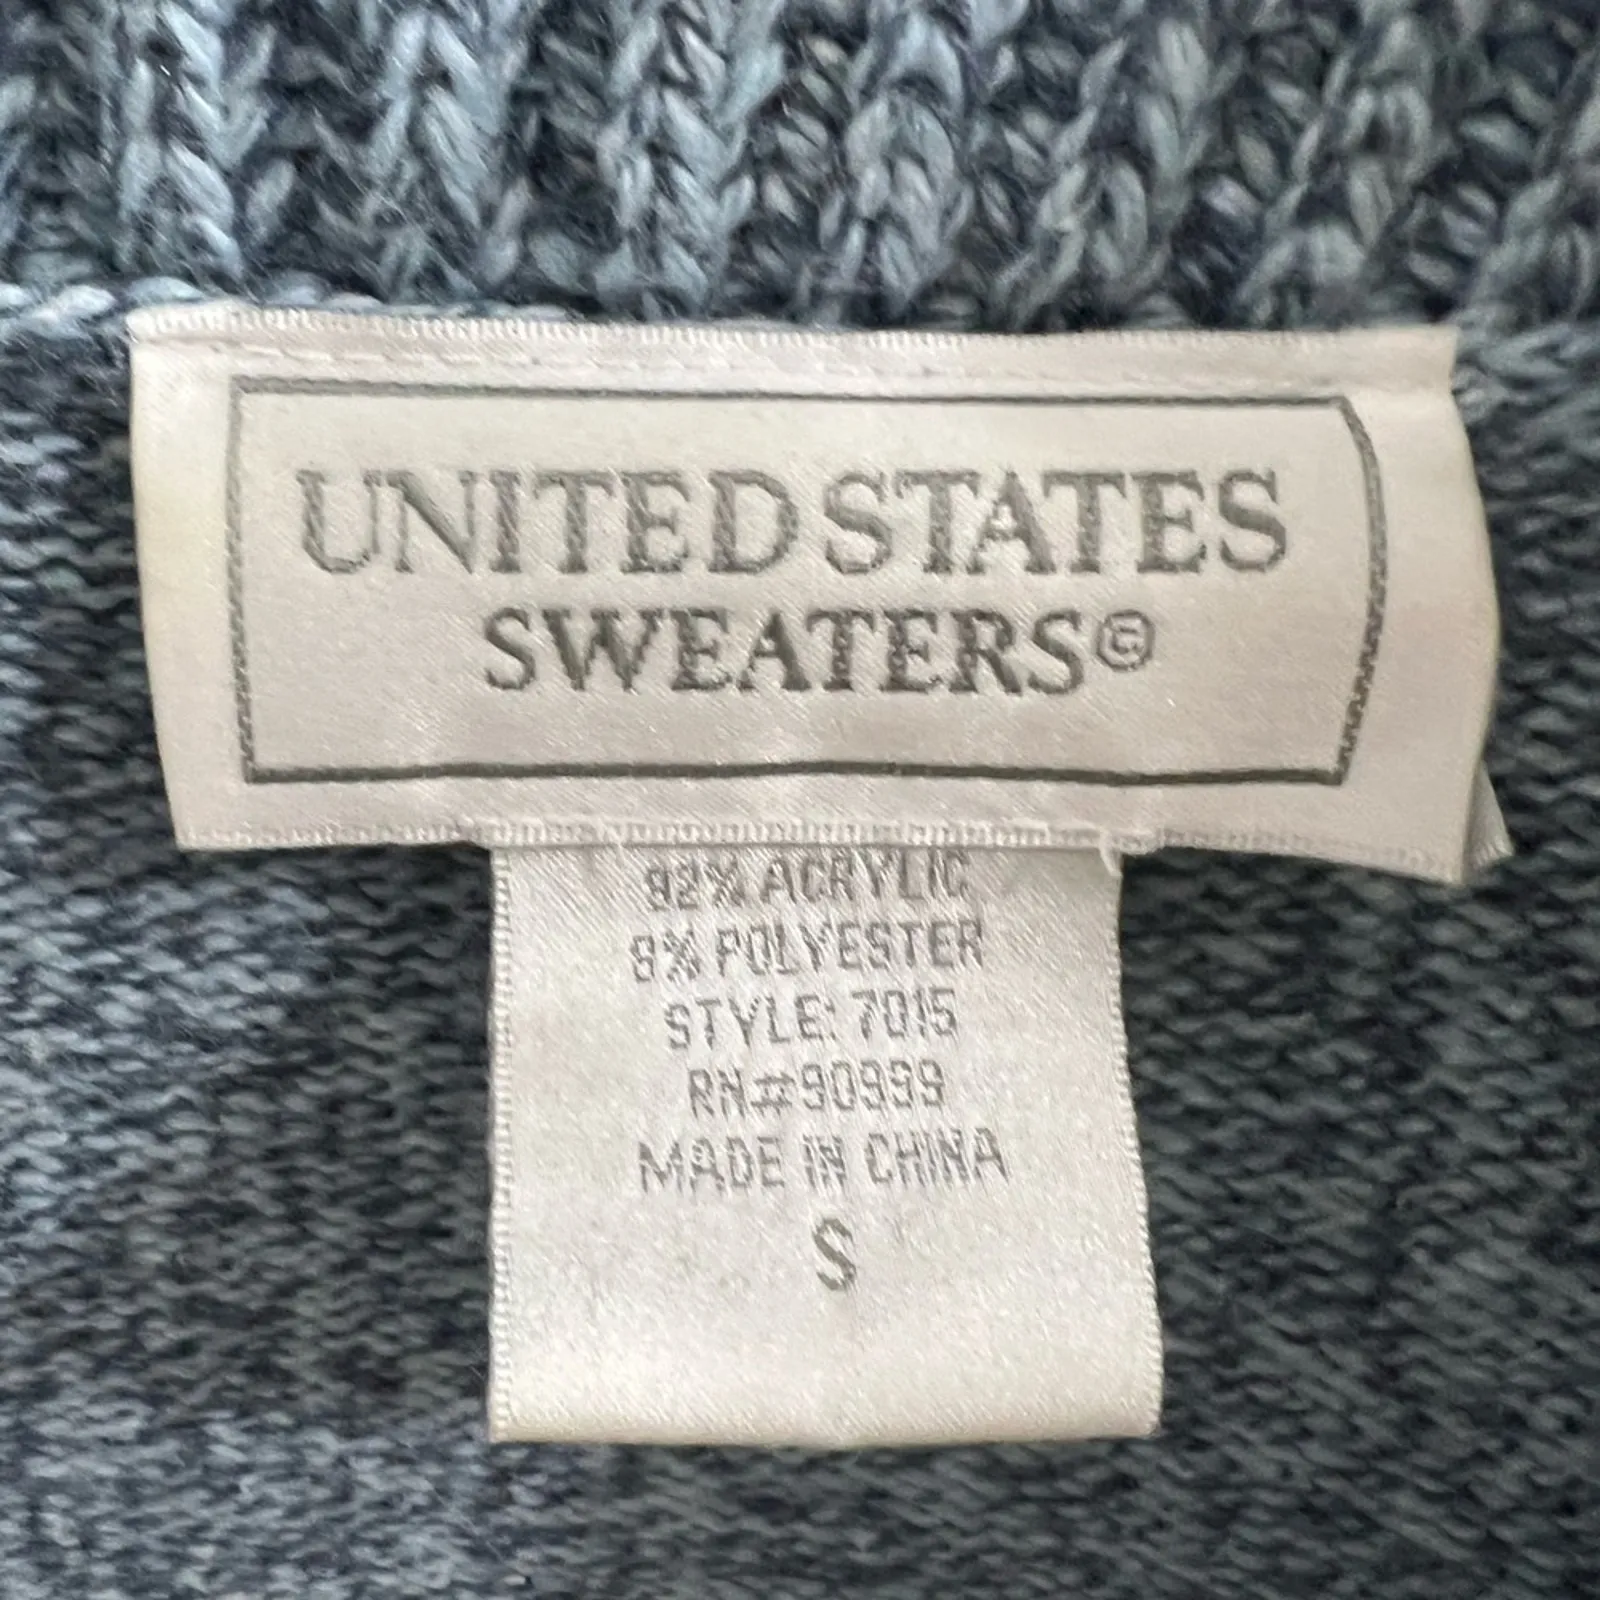 UNITED STATES
SWEATERS®
92% ACRYLIC
8% POLYESTER
STYLE: 7015
RN#90999
MADE IN CHINA
S